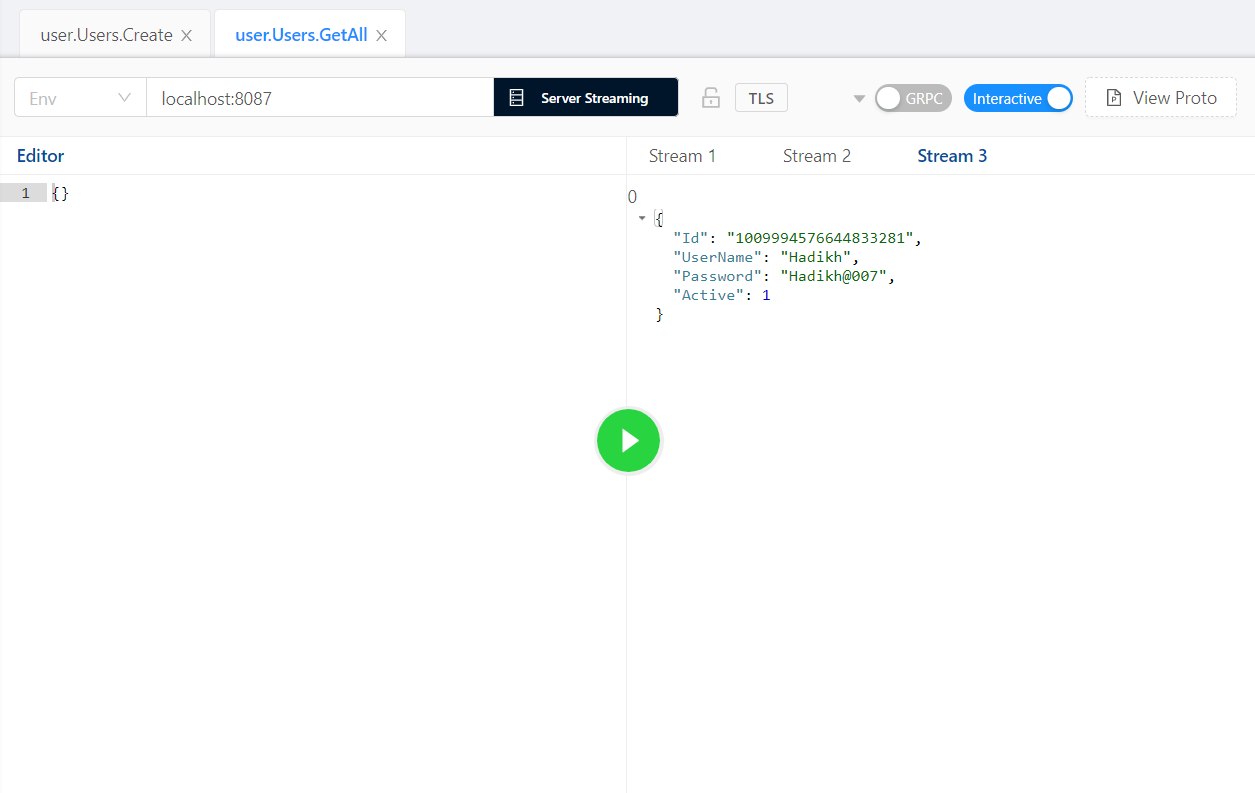 user.Users.Create
user.Users.GetAll
Env
localhost:8087
Server Streaming
TLS
GRPC
Interactive
View Proto
Editor
Stream 1
Stream 2
Stream 3
1
{}
0
{
"Id": "1009994576644833281",
"UserName": "Hadikh",
"Password": "Hadikh@007",
"Active": 1
}